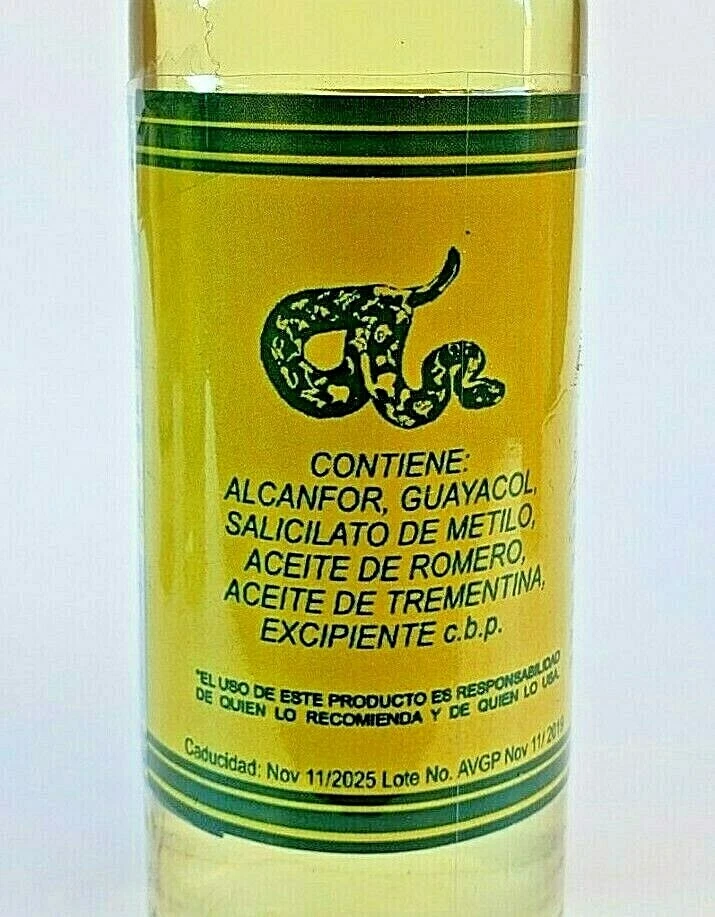 CONTIENE:
ALCANFOR, GUAYACOL,
SALICILATO DE METILO,
ACEITE DE ROMERO,
ACEITE DE TREMENTINA,
EXCIPIENTE c.b.p.
*EL USO DE ESTE PRODUCTO ES RESPONSABILIDAD
DE QUIEN LO RECOMIENDA Y DE QUIEN LO USA.
Caducidad: Nov 11/2025 Lote No. AVGP Nov 11/ 2019